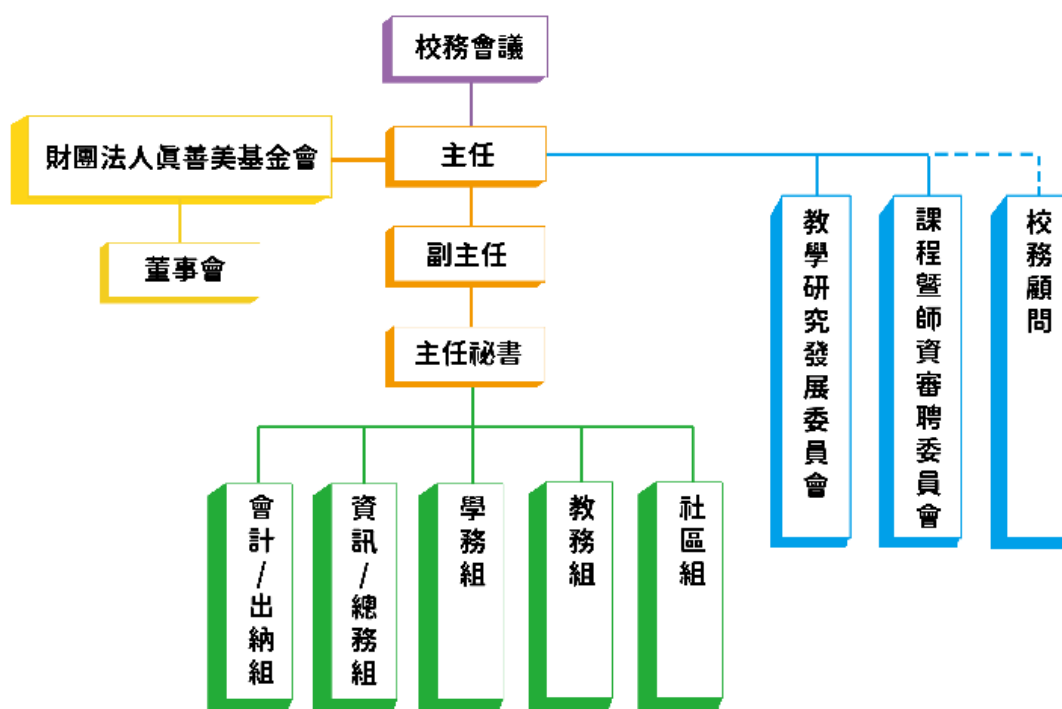 校務會議
財團法人真善美基金會
主任
董事會
副主任
主任祕書
教學研究發展委員會
課程暨師資審聘委員會
校務顧問
會計/出納組
資訊/總務組
學務組
教務組
社區組